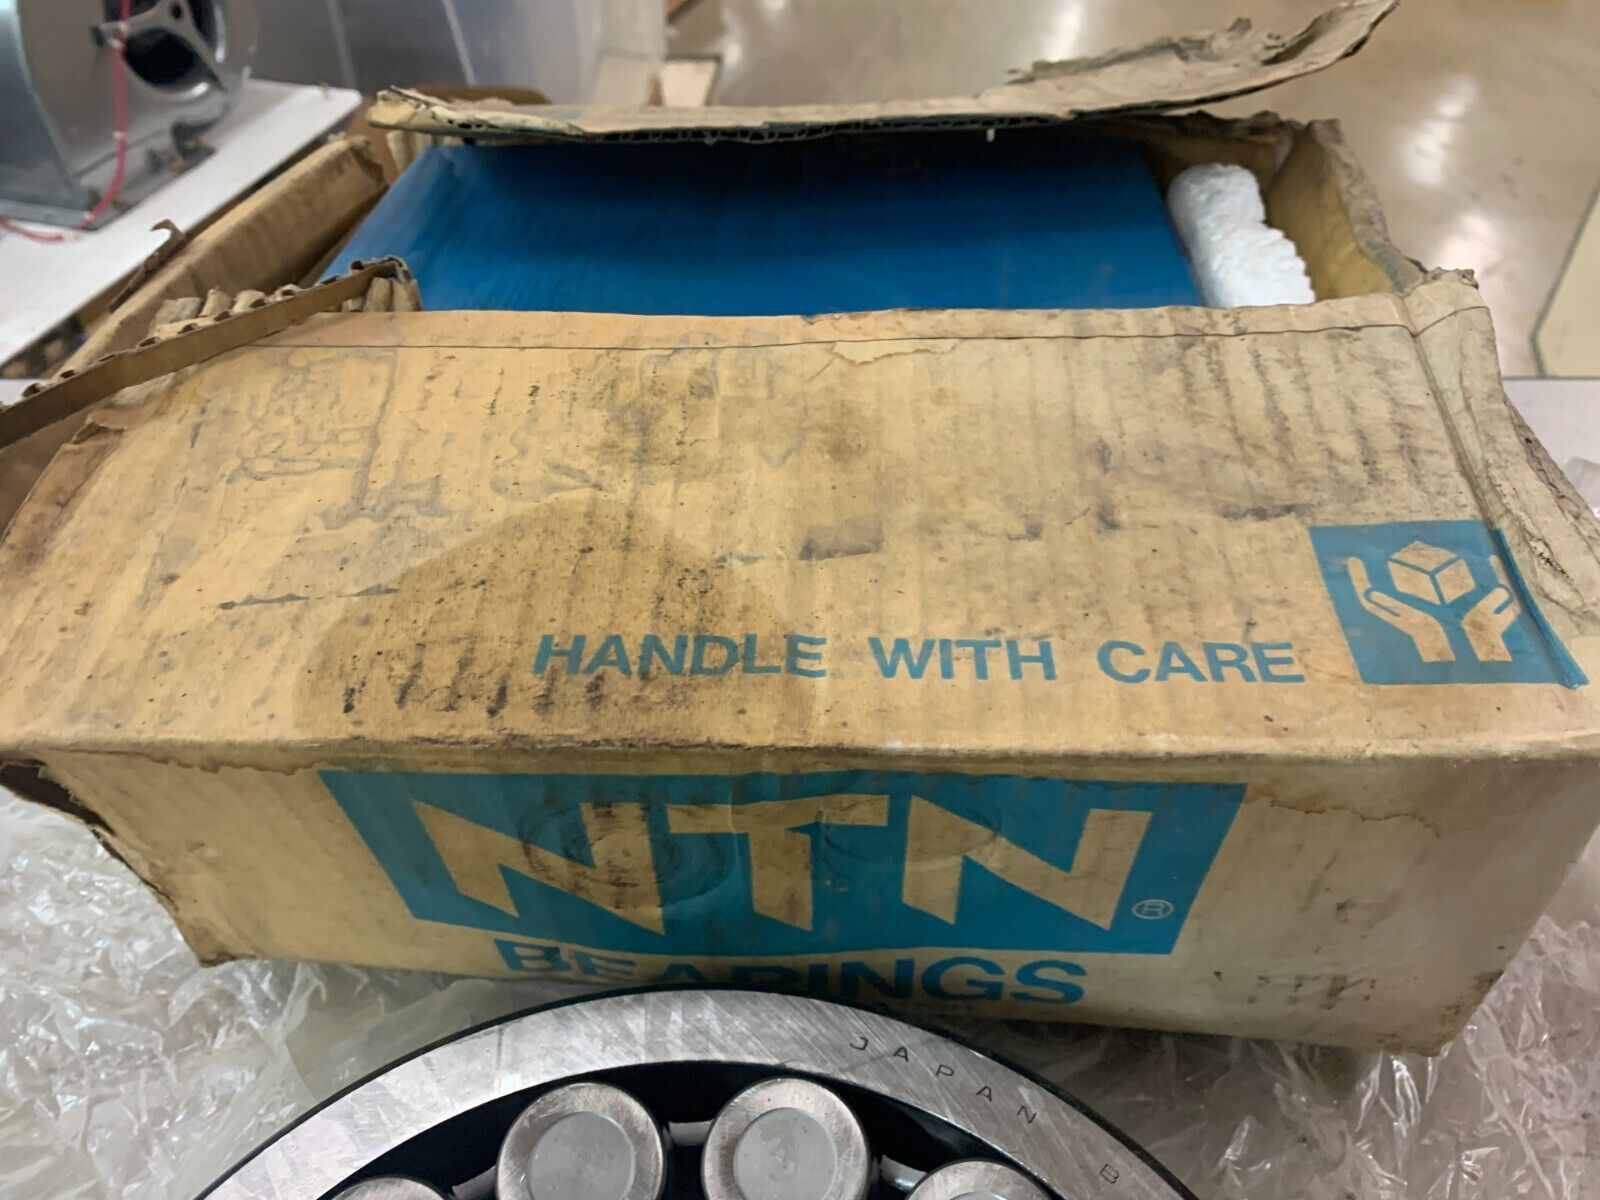 HANDLE WITH CARE
NTN®
BEARINGS
JAPAN B